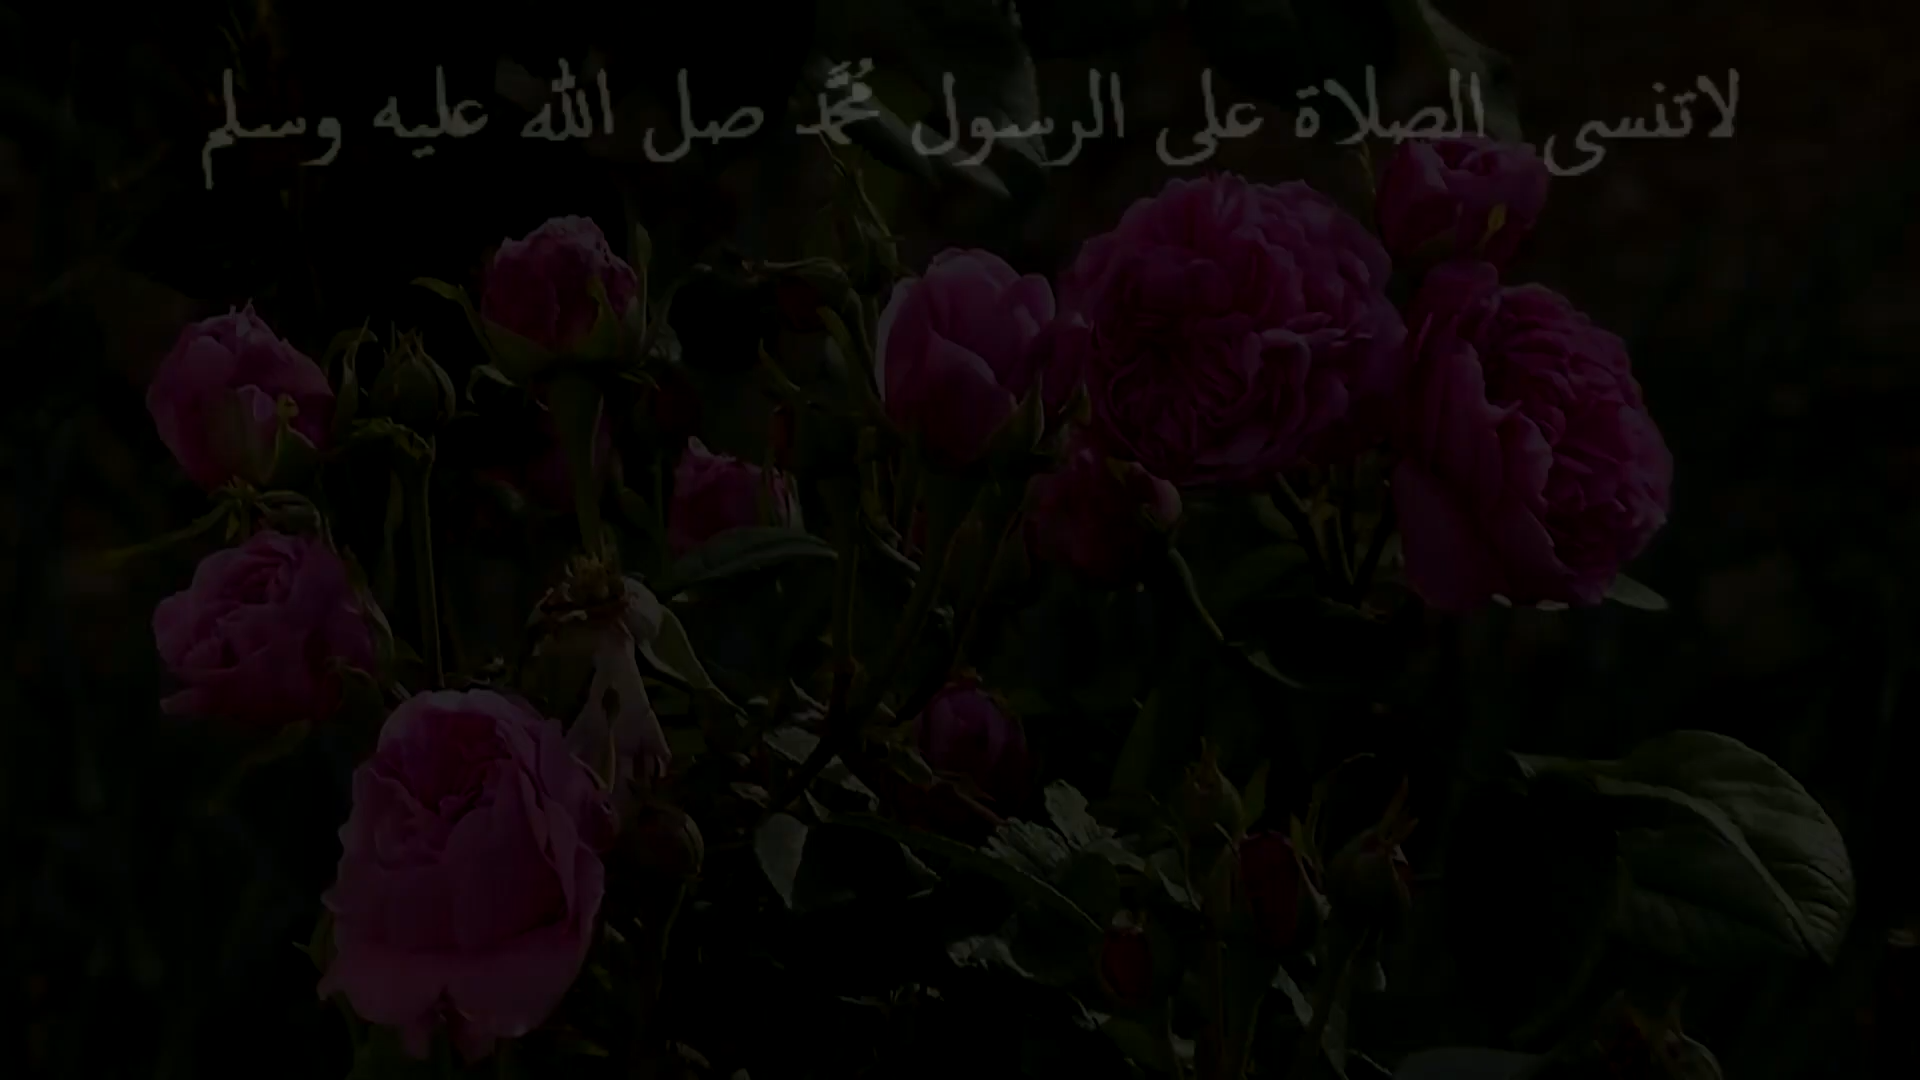 لاتنسى الصلاة على الرسول مُحَمَّد صل الله عليه وسلم